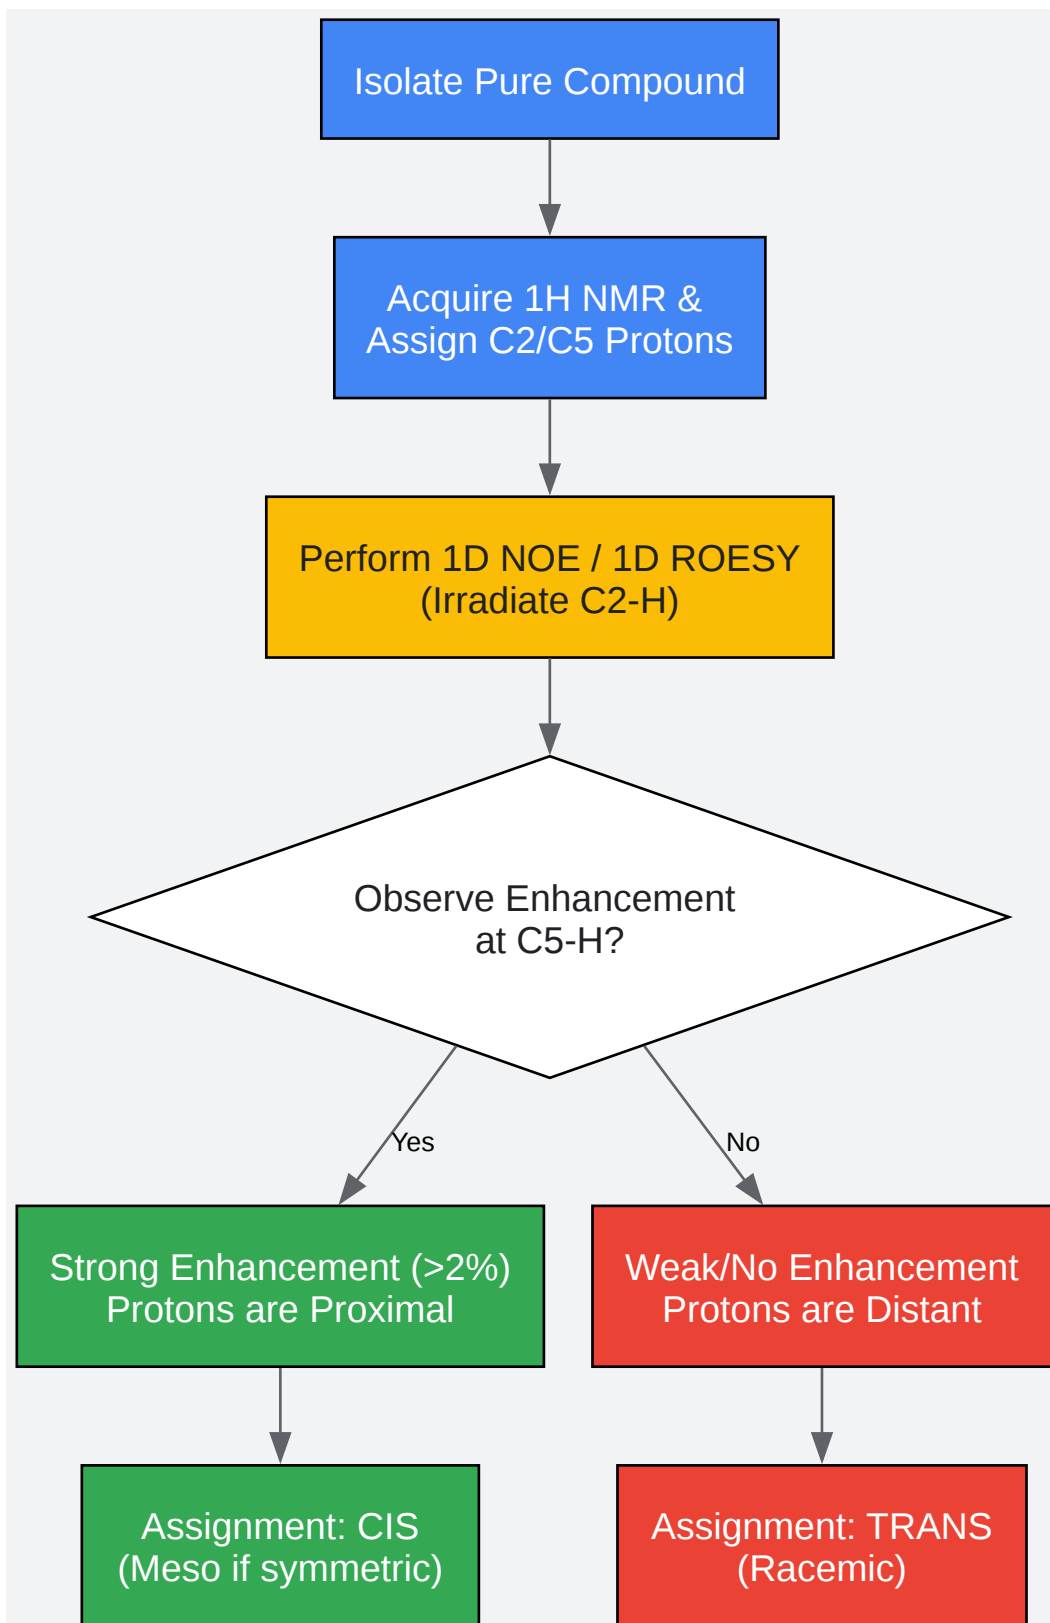 Isolate Pure Compound
Acquire 1H NMR &
Assign C2/C5 Protons
Perform 1D NOE / 1D ROESY
(Irradiate C2-H)
Observe Enhancement
at C5-H?
Yes
No
Strong Enhancement (>2%)
Protons are Proximal
Weak/No Enhancement
Protons are Distant
Assignment: CIS
(Meso if symmetric)
Assignment: TRANS
(Racemic)